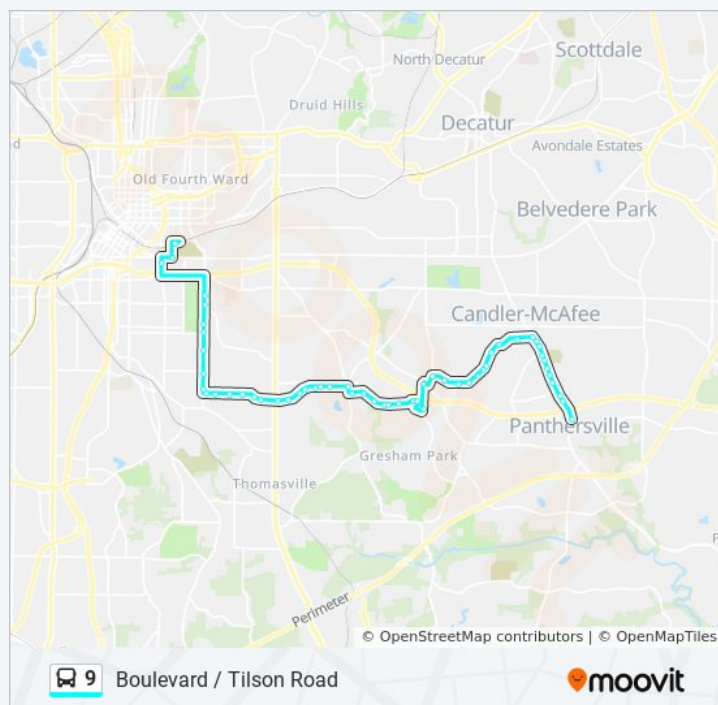 Scottdale
North Decatur
Druid Hills
Decatur
Avondale Estates
Old Fourth Ward
Belvedere Park
Candler-McAfee
Panthersville
Gresham Park
Thomasville
Perimeter
© OpenStreetMap contributors | © OpenMapTiles
9 Boulevard / Tilson Road
moovit